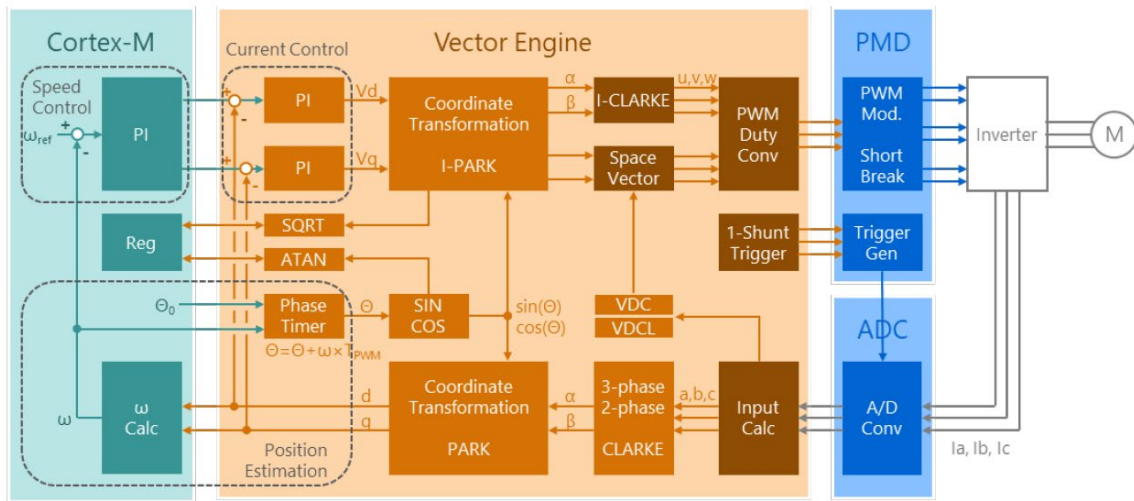 Cortex-M
Vector Engine
PMD
Speed
Control
Current Control
+
-
ω_ref
+
-
PI
PI
Vd
+
-
PI
Vq
Coordinate
Transformation
I-PARK
α
β
I-CLARKE
u,v,w
Space
Vector
PWM
Duty
Conv
PWM
Mod.
Short
Break
Inverter
M
Reg
SQRT
ATAN
1-Shunt
Trigger
Trigger
Gen
Θ₀
Phase
Timer
Θ
SIN
COS
sin(Θ)
cos(Θ)
VDC
VDCL
ADC
Θ=Θ+ω×T_PWM
ω
ω
Calc
d
q
Coordinate
Transformation
PARK
α
β
3-phase
2-phase
CLARKE
a,b,c
Input
Calc
A/D
Conv
Ia, Ib, Ic
Position
Estimation